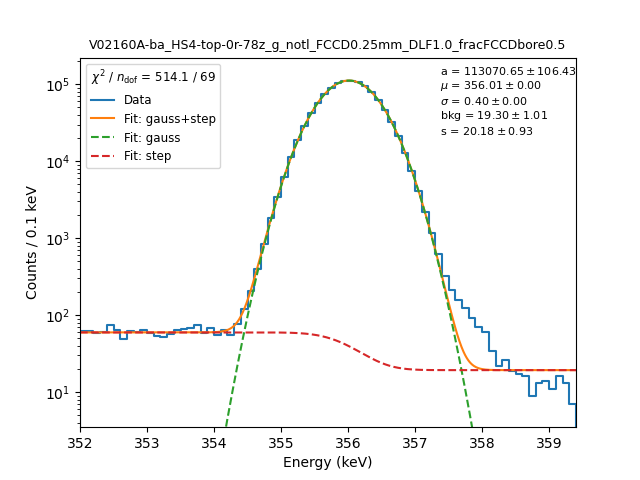 V02160A-ba_HS4-top-0r-78z_g_notl_FCCD0.25mm_DLF1.0_fracFCCDbore0.5
χ² / n_dof = 514.1 / 69
Data
Fit: gauss+step
Fit: gauss
Fit: step
a = 113070.65 ± 106.43
μ = 356.01 ± 0.00
σ = 0.40 ± 0.00
bkg = 19.30 ± 1.01
s = 20.18 ± 0.93
Counts / 0.1 keV
10⁵
10⁴
10³
10²
10¹
352 353 354 355 356 357 358 359
Energy (keV)